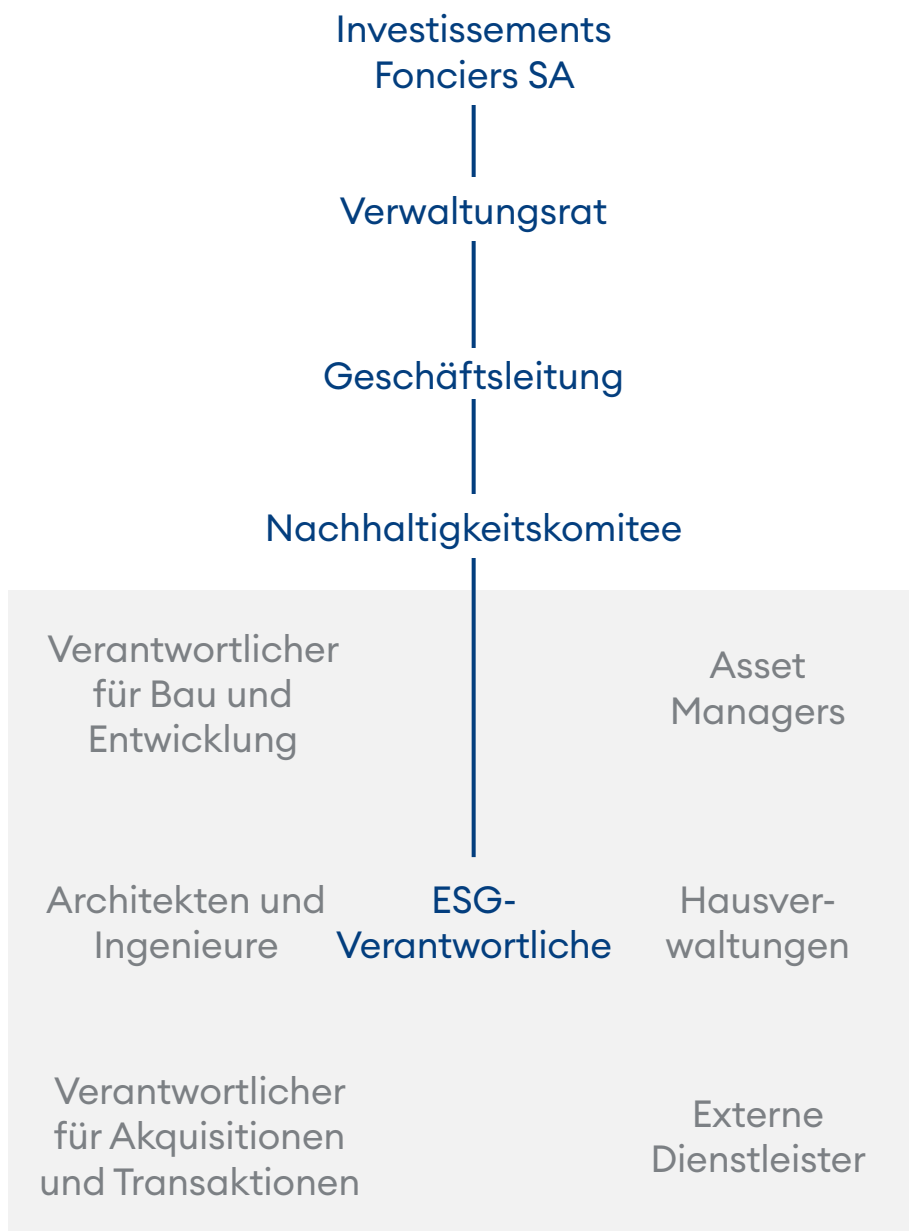 Investissements
Fonciers SA
Verwaltungsrat
Geschäftsleitung
Nachhaltigkeitskomitee
Verantwortlicher
für Bau und
Entwicklung
Asset
Managers
Architekten und
Ingenieure
ESG-
Verantwortliche
Hausver-
waltungen
Verantwortlicher
für Akquisitionen
und Transaktionen
Externe
Dienstleister